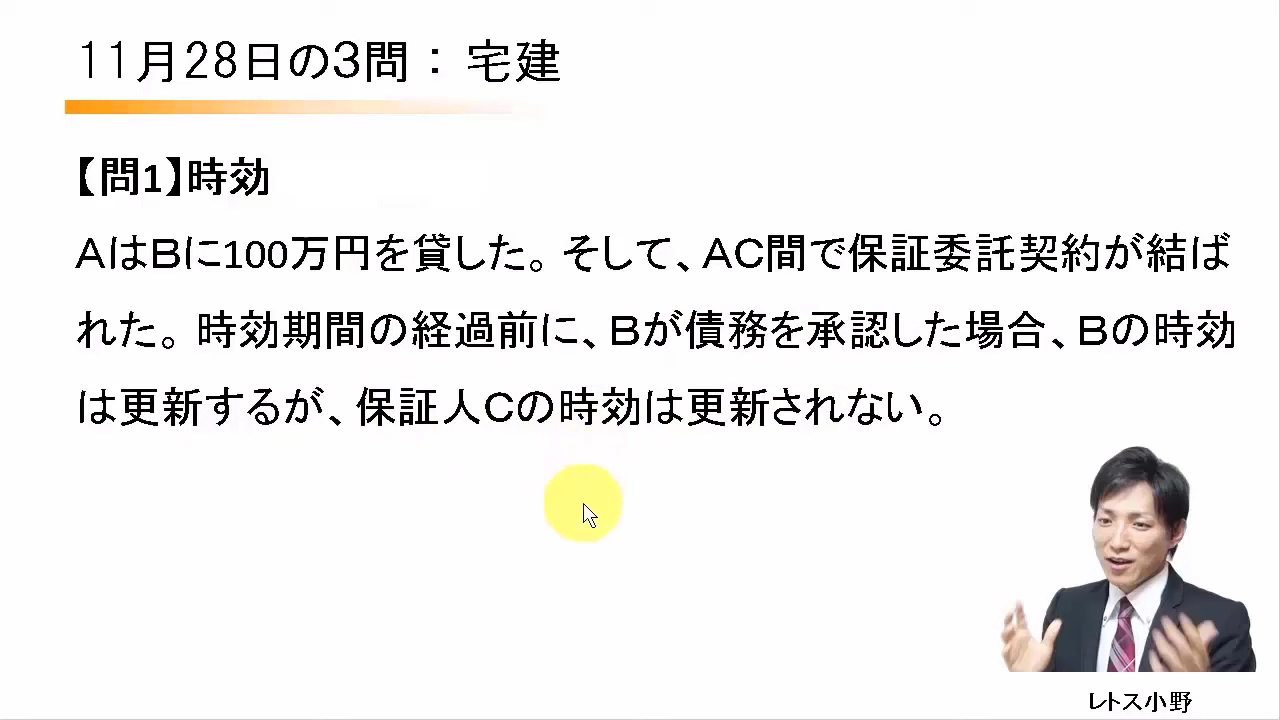 11月28日の3問：宅建
【問1】時効
AはBに100万円を貸した。そして、AC間で保証委託契約が結ば
れた。時効期間の経過前に、Bが債務を承認した場合、Bの時効
は更新するが、保証人Cの時効は更新されない。
レトス小野